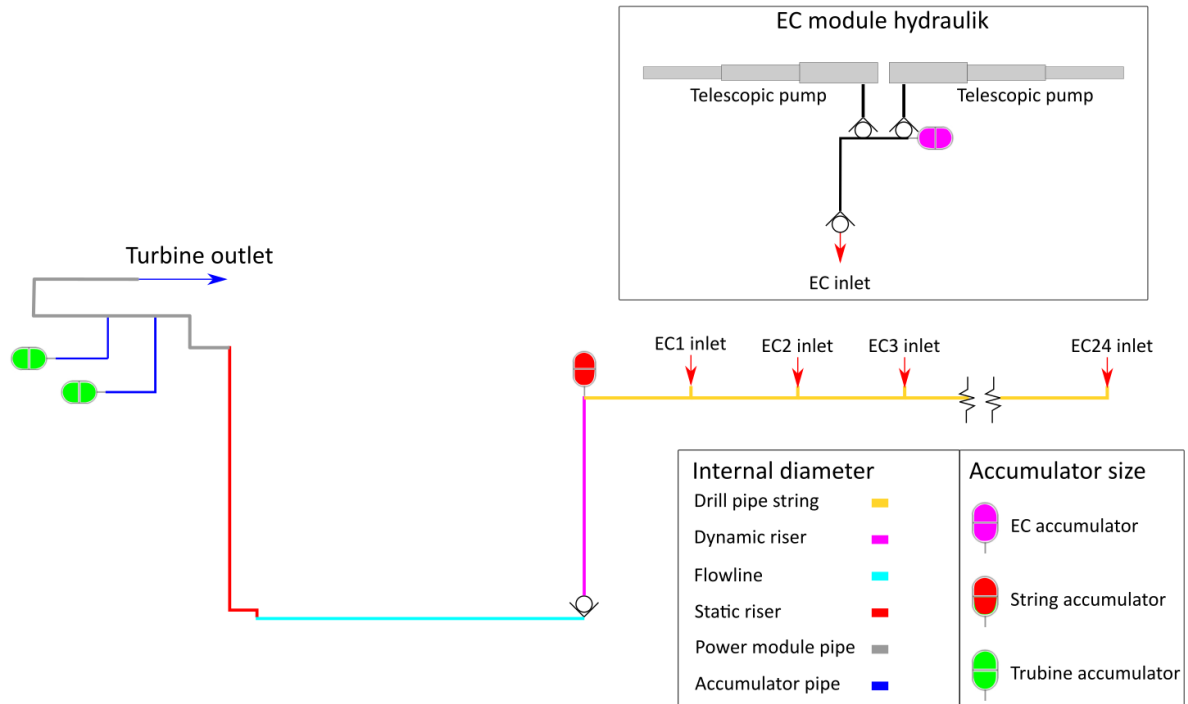 EC module hydraulik
Telescopic pump
Telescopic pump
EC inlet
Turbine outlet
EC1 inlet
EC2 inlet
EC3 inlet
EC24 inlet
Internal diameter
Drill pipe string
Dynamic riser
Flowline
Static riser
Power module pipe
Accumulator pipe
Accumulator size
EC accumulator
String accumulator
Trubine accumulator